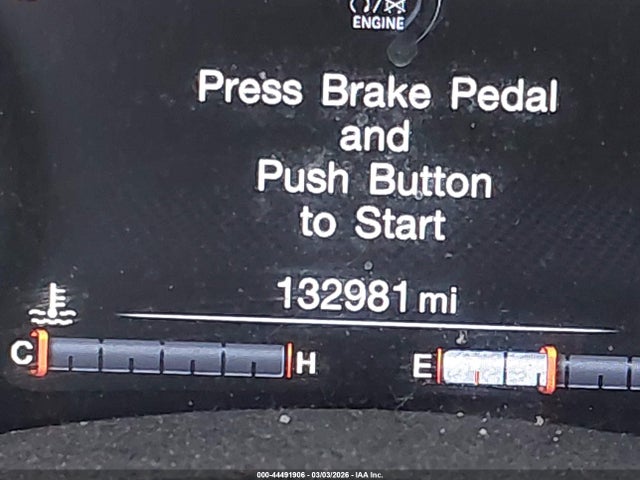 ENGINE
Press Brake Pedal
and
Push Button
to Start
132981 mi
C H E
000-44491906 - 03/03/2026 - IAA Inc.